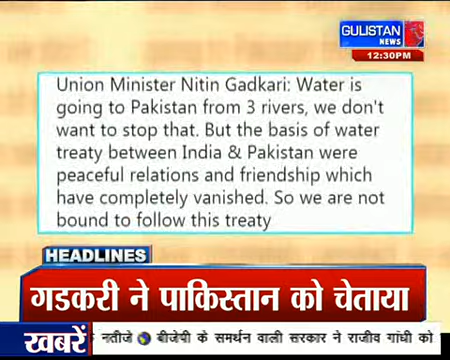 GULISTAN
NEWS
12:30PM
Union Minister Nitin Gadkari: Water is
going to Pakistan from 3 rivers, we don't
want to stop that. But the basis of water
treaty between India & Pakistan were
peaceful relations and friendship which
have completely vanished. So we are not
bound to follow this treaty
HEADLINES
गडकरी ने पाकिस्तान को चेताया
खबरें नतीजे बीजेपी के समर्थन वाली सरकार ने राजीव गांधी को